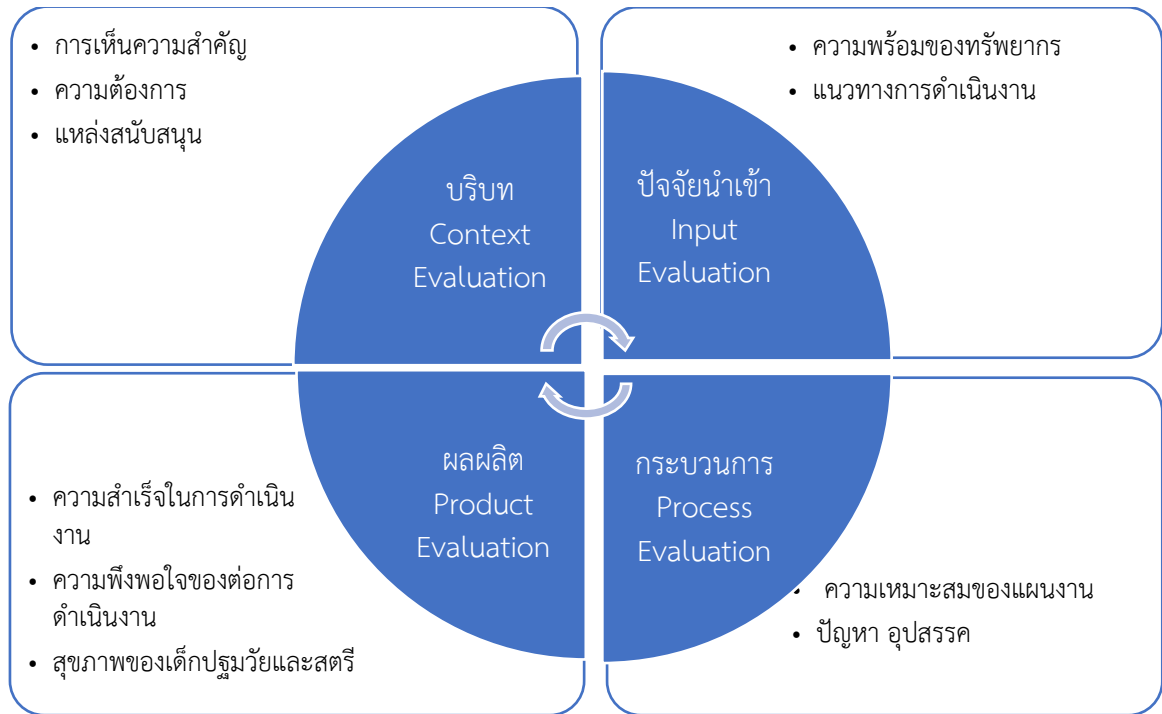 • การเห็นความสำคัญ
• ความต้องการ
• แหล่งสนับสนุน
บริบท
Context
Evaluation
• ความพร้อมของทรัพยากร
• แนวทางการดำเนินงาน
ปัจจัยนำเข้า
Input
Evaluation
• ความสำเร็จในการดำเนิน
งาน
• ความพึงพอใจของต่อการ
ดำเนินงาน
• สุขภาพของเด็กปฐมวัยและสตรี
ผลผลิต
Product
Evaluation
กระบวนการ
Process
Evaluation
• ความเหมาะสมของแผนงาน
• ปัญหา อุปสรรค